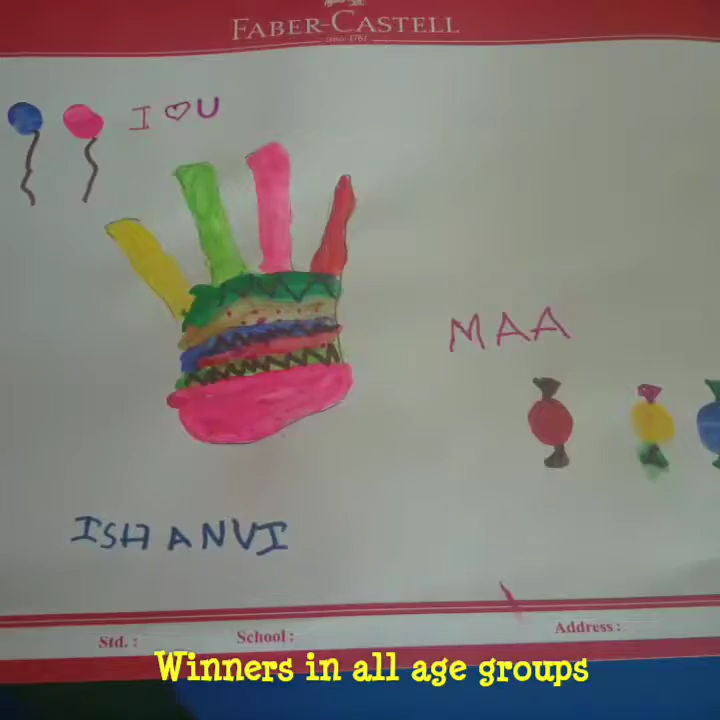 FABER-CASTELL
since 1761
I ♡ U
MAA
ISHANVI
Std. :
School :
Address :
Winners in all age groups